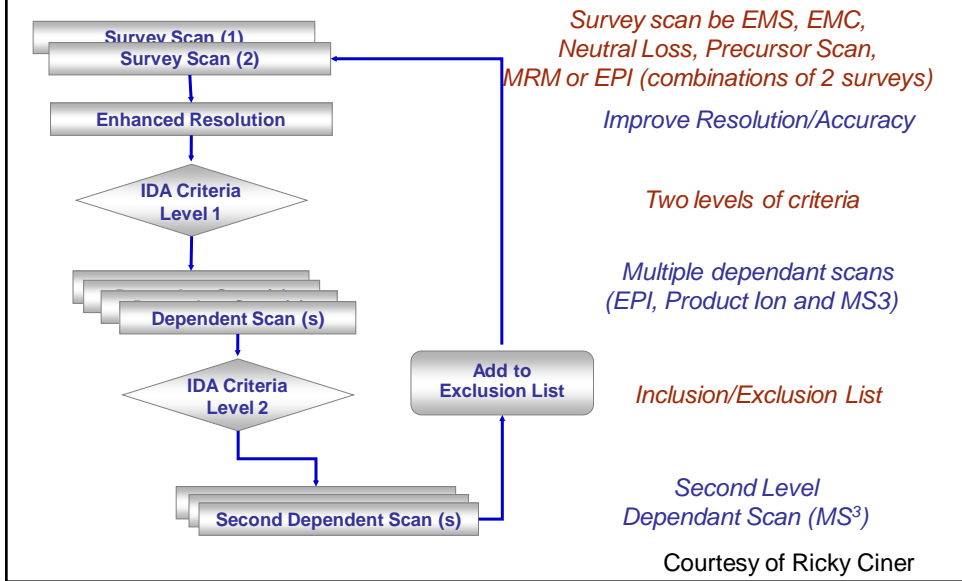 Survey Scan (1)
Survey Scan (2)
Survey scan be EMS, EMC,
Neutral Loss, Precursor Scan,
MRM or EPI (combinations of 2 surveys)
Enhanced Resolution
Improve Resolution/Accuracy
IDA Criteria
Level 1
Two levels of criteria
Multiple dependant scans
(EPI, Product Ion and MS3)
Dependent Scan (s)
IDA Criteria
Level 2
Add to
Exclusion List
Inclusion/Exclusion List
Second Level
Dependant Scan (MS³)
Second Dependent Scan (s)
Courtesy of Ricky Ciner